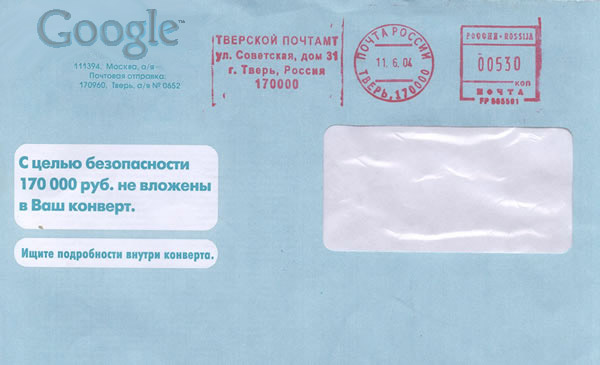 Google™
111394. Москва, а/я —
Почтовая отправка:
170960. Тверь, а/я № 0652
ТВЕРСКОЙ ПОЧТАМТ
ул. Советская, дом 31
г. Тверь, Россия
170000
ПОЧТА РОССИИ
11.6.04
ТВЕРЬ, 170000
РОССИЯ-ROSSIJA
00530
КОП
ПОЧТА
С целью безопасности
170 000 руб. не вложены
в Ваш конверт.
Ищите подробности внутри конверта.